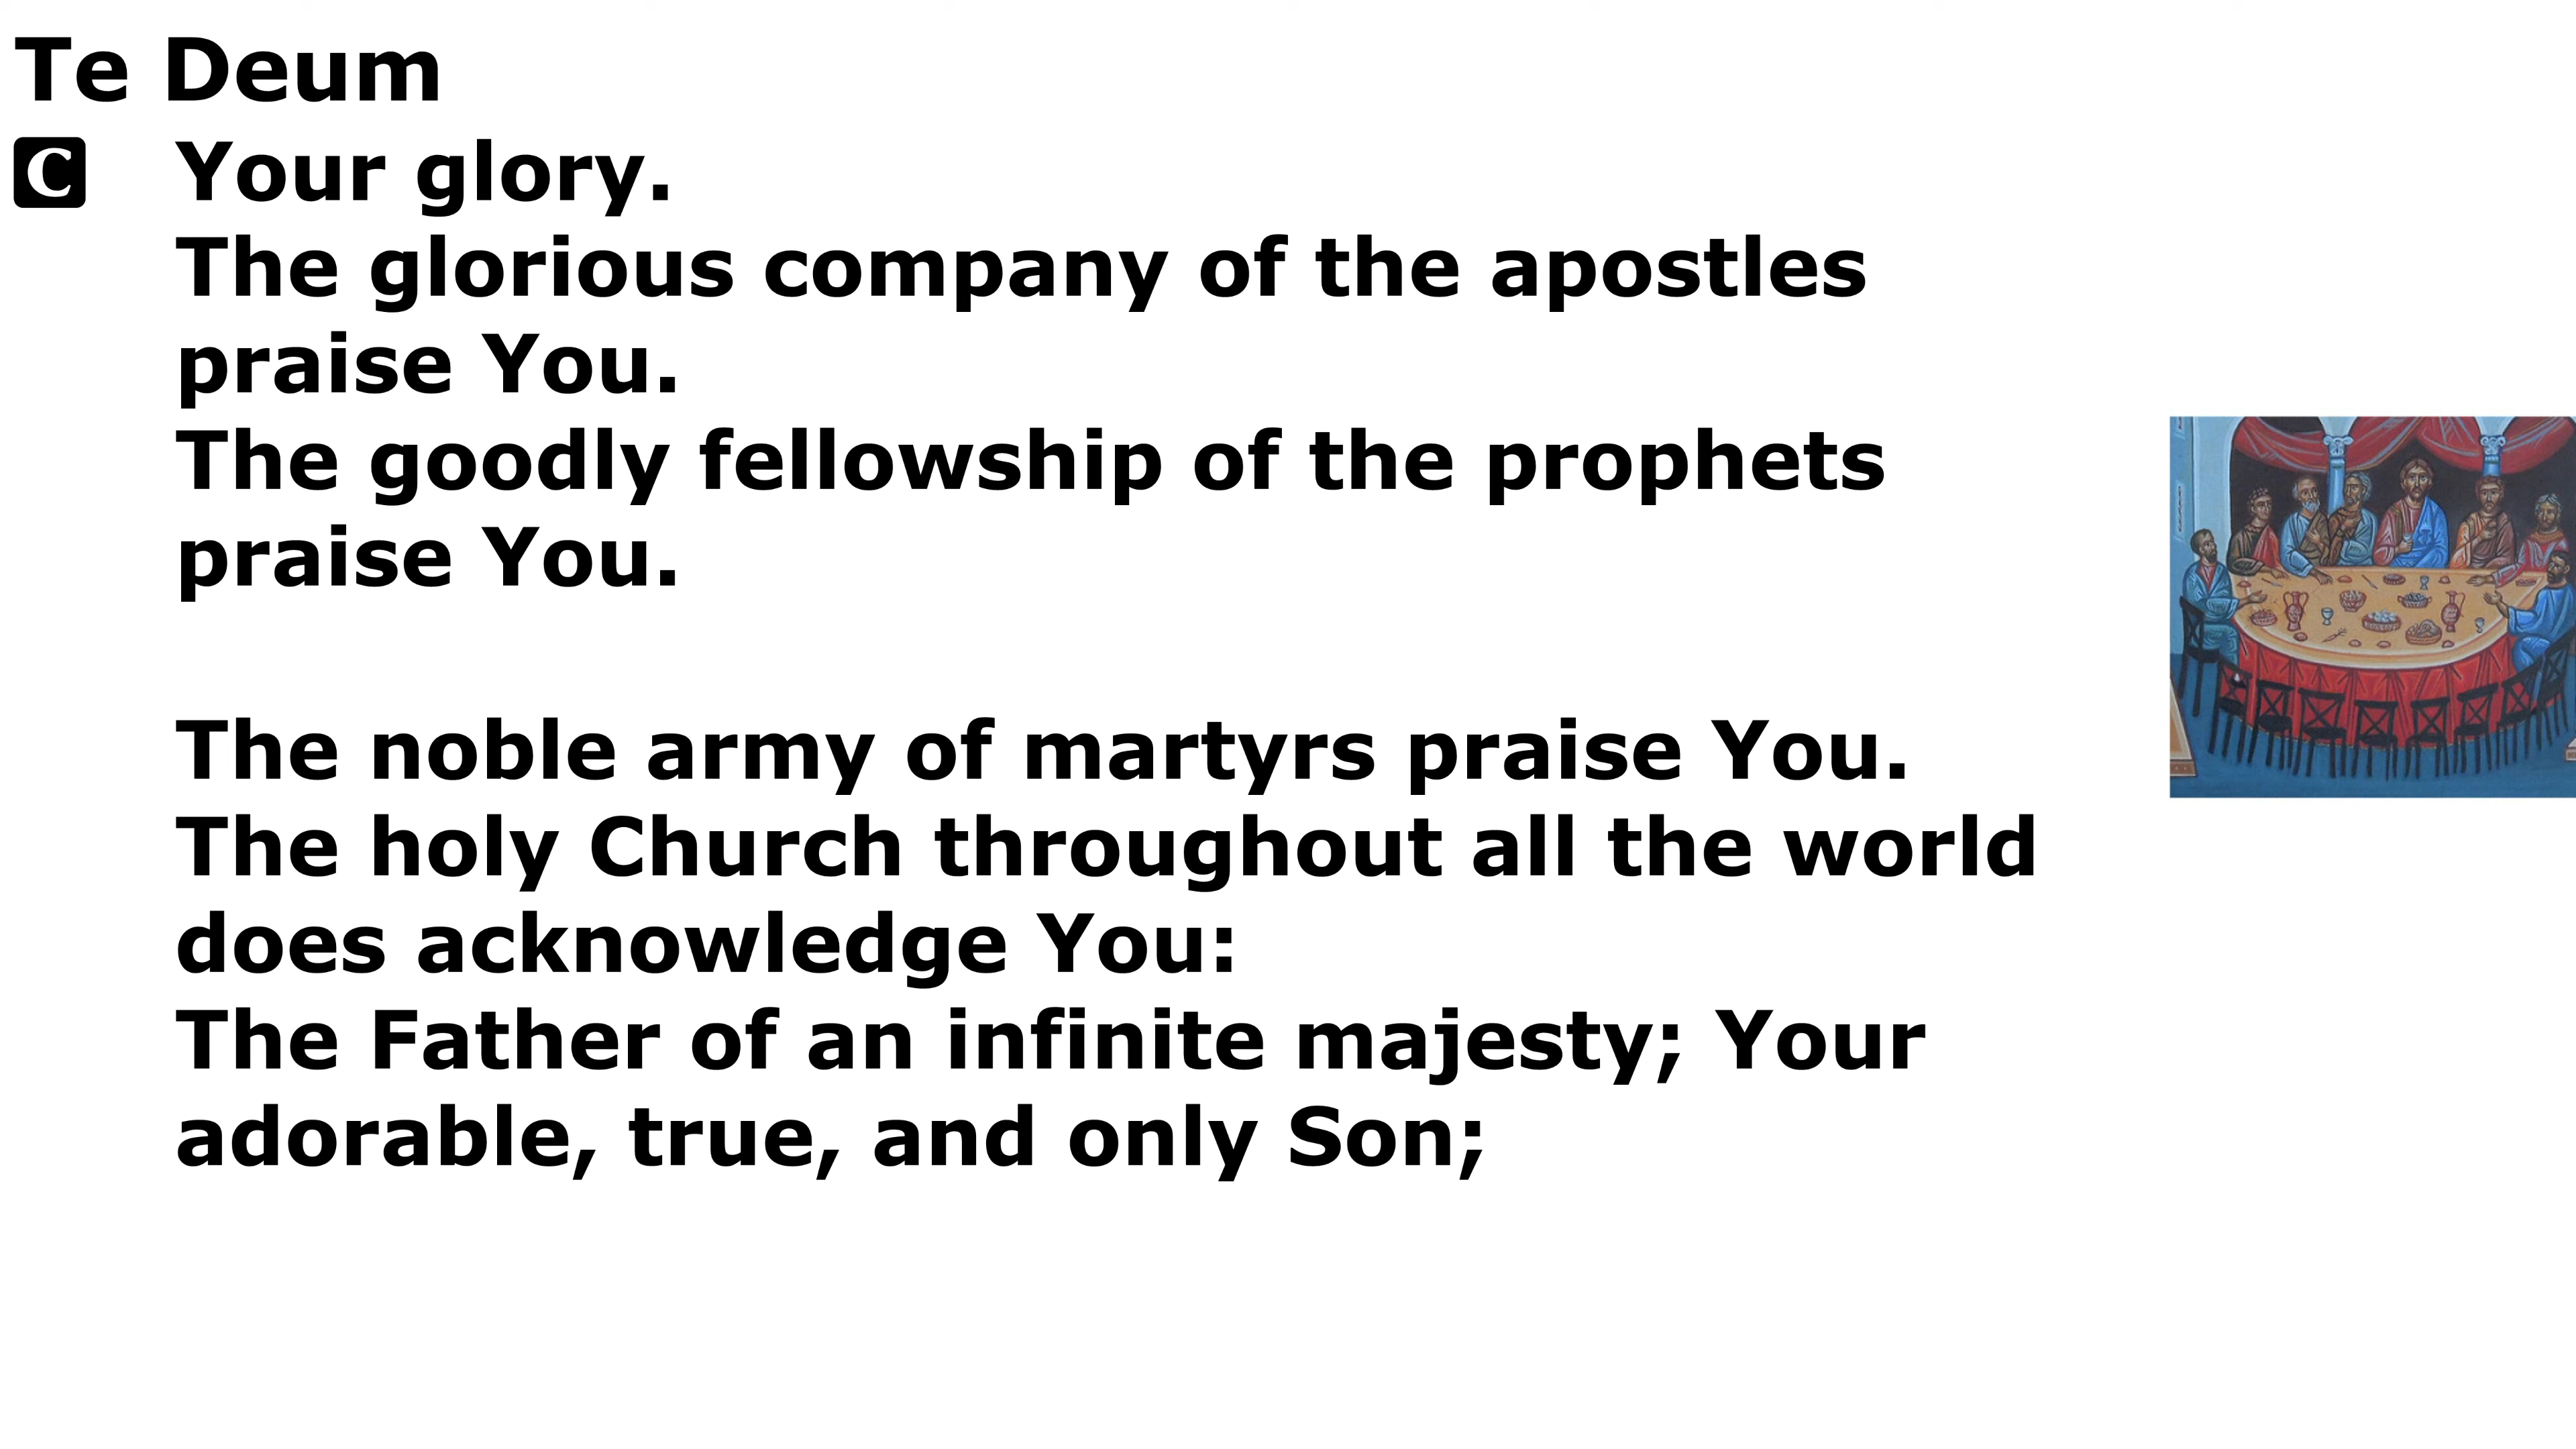 Te Deum
C Your glory.
The glorious company of the apostles
praise You.
The goodly fellowship of the prophets
praise You.
The noble army of martyrs praise You.
The holy Church throughout all the world
does acknowledge You:
The Father of an infinite majesty; Your
adorable, true, and only Son;